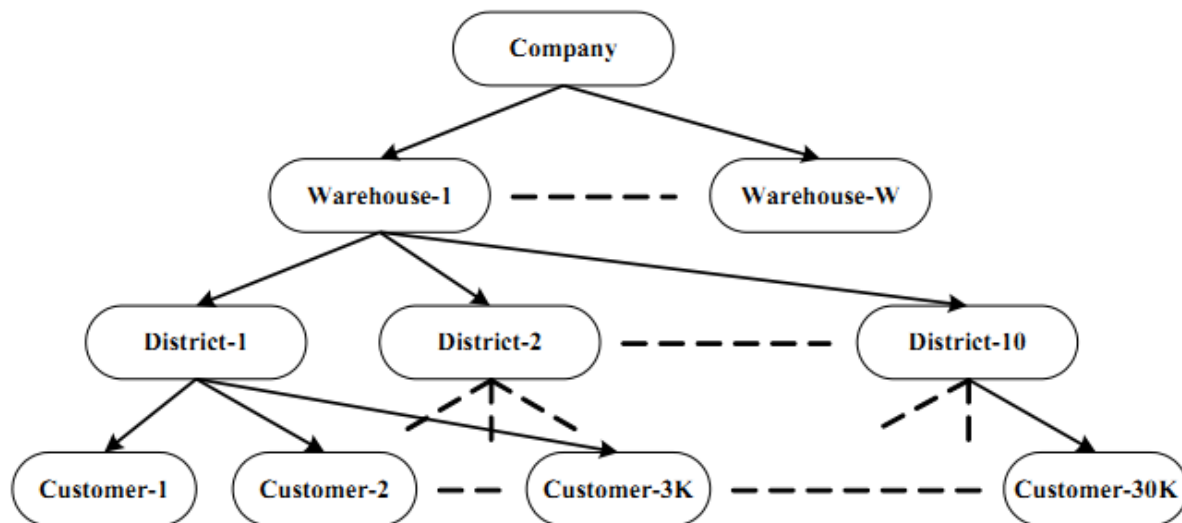 Company
Warehouse-1
Warehouse-W
District-1
District-2
District-10
Customer-1
Customer-2
Customer-3K
Customer-30K